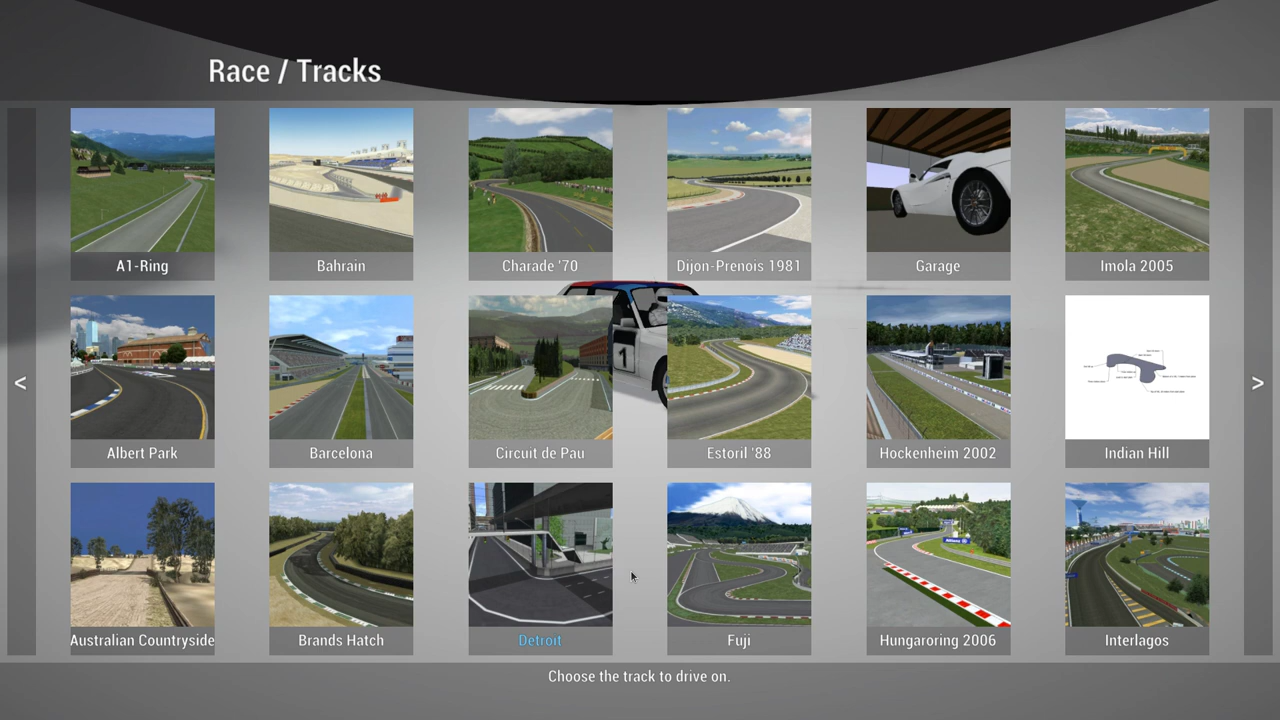 Race / Tracks
A1-Ring
Bahrain
Charade '70
Dijon-Prenois 1981
Garage
Imola 2005
<
1
>
Albert Park
Barcelona
Circuit de Pau
Estoril '88
Hockenheim 2002
Indian Hill
Australian Countryside
Brands Hatch
Detroit
Fuji
Hungaroring 2006
Interlagos
Choose the track to drive on.